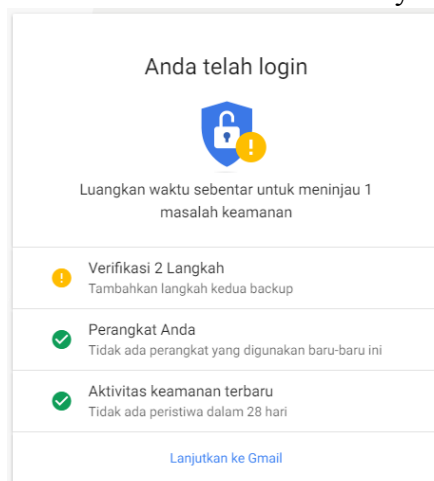 Anda telah login
Luangkan waktu sebentar untuk meninjau 1
masalah keamanan
Verifikasi 2 Langkah
Tambahkan langkah kedua backup
Perangkat Anda
Tidak ada perangkat yang digunakan baru-baru ini
Aktivitas keamanan terbaru
Tidak ada peristiwa dalam 28 hari
Lanjutkan ke Gmail